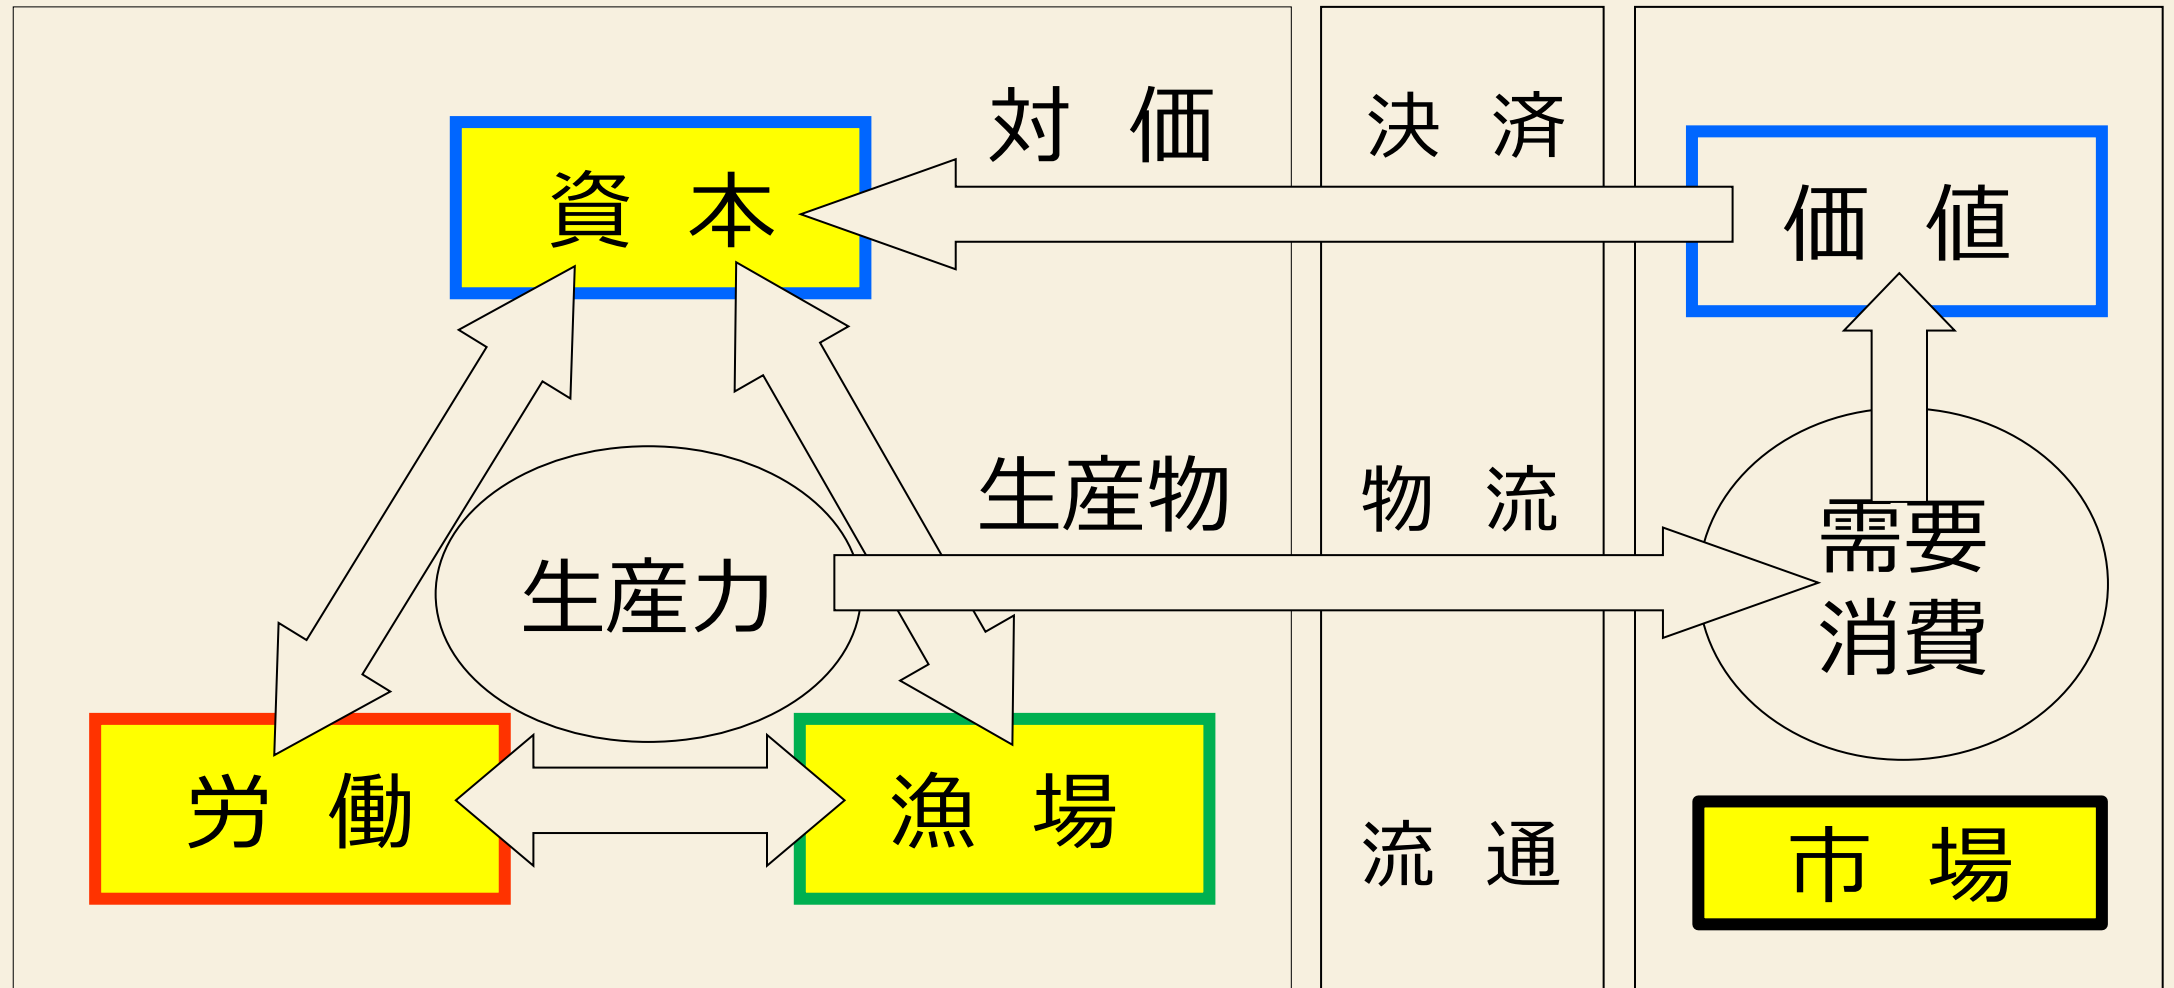 対 価
決 済
資 本
価 値
生産物
物 流
生産力
需要
消費
労 働
漁 場
流 通
市 場